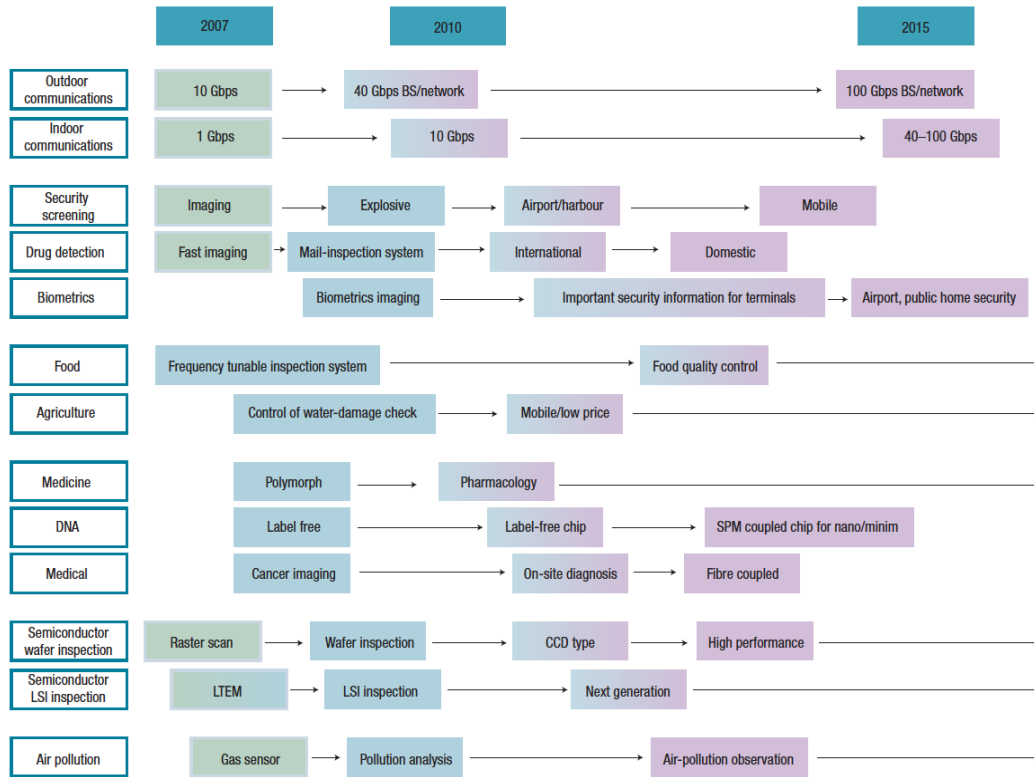 2007 2010 2015
Outdoor
communications
10 Gbps
40 Gbps BS/network
100 Gbps BS/network
Indoor
communications
1 Gbps
10 Gbps
40–100 Gbps
Security
screening
Imaging
Explosive
Airport/harbour
Mobile
Drug detection
Fast imaging
Mail-inspection system
International
Domestic
Biometrics
Biometrics imaging
Important security information for terminals
Airport, public home security
Food
Frequency tunable inspection system
Food quality control
Agriculture
Control of water-damage check
Mobile/low price
Medicine
Polymorph
Pharmacology
DNA
Label free
Label-free chip
SPM coupled chip for nano/minim
Medical
Cancer imaging
On-site diagnosis
Fibre coupled
Semiconductor
wafer inspection
Raster scan
Wafer inspection
CCD type
High performance
Semiconductor
LSI inspection
LTEM
LSI inspection
Next generation
Air pollution
Gas sensor
Pollution analysis
Air-pollution observation